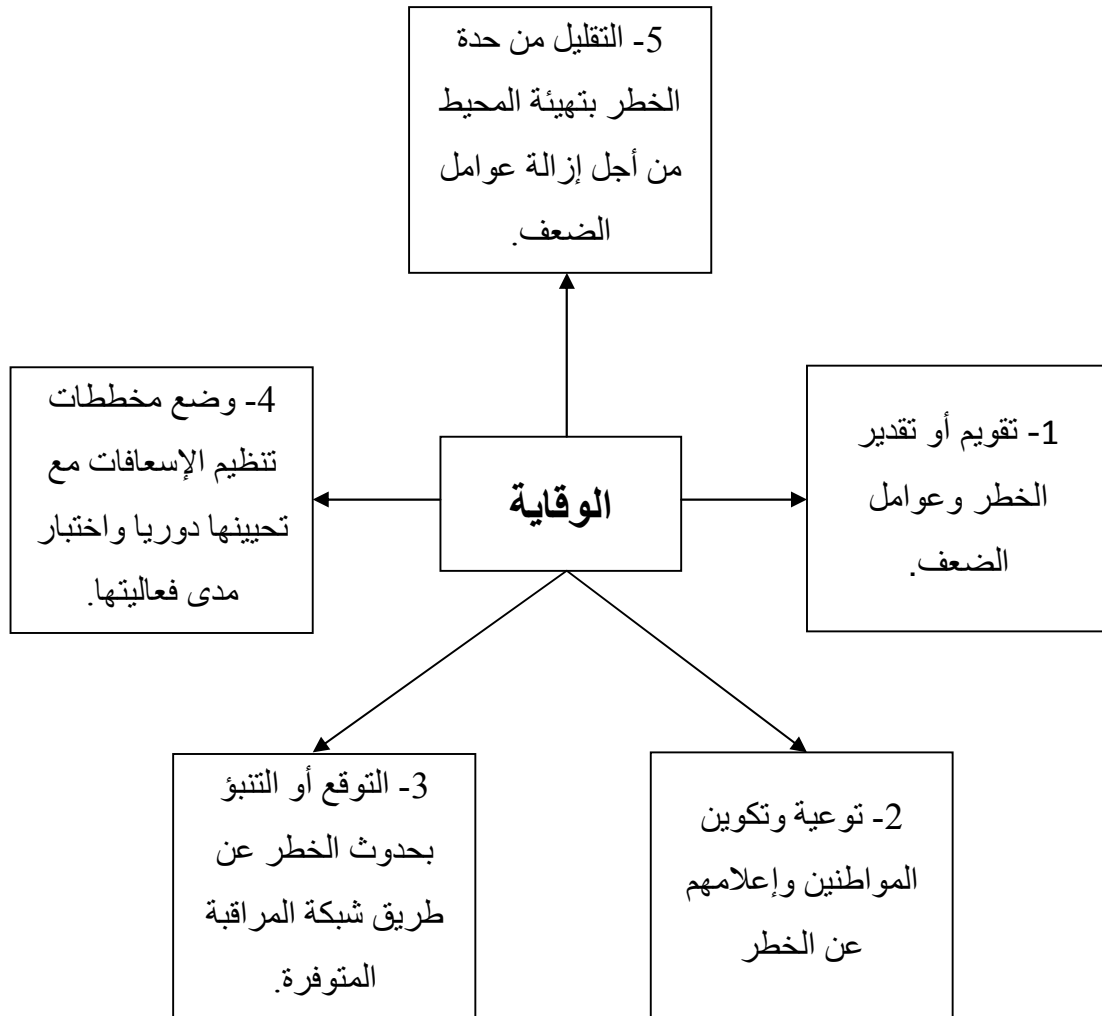 5- التقليل من حدة
الخطر بتهيئة المحيط
من أجل إزالة عوامل
الضعف.
4- وضع مخططات
تنظيم الإسعافات مع
تحيينها دوريا واختبار
مدى فعاليتها.
الوقاية
1- تقويم أو تقدير
الخطر وعوامل
الضعف.
3- التوقع أو التنبؤ
بحدوث الخطر عن
طريق شبكة المراقبة
المتوفرة.
2- توعية وتكوين
المواطنين وإعلامهم
عن الخطر